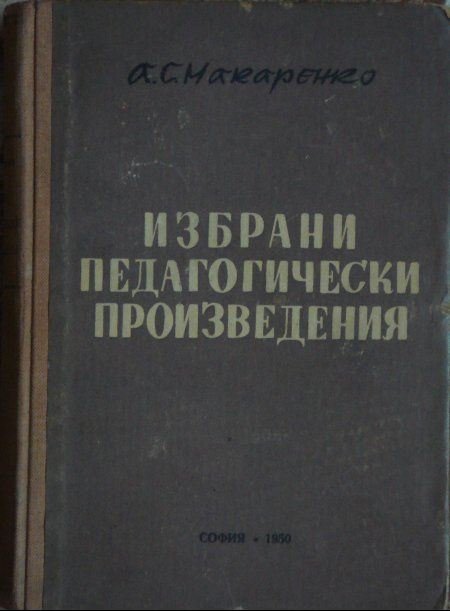 А.С. Макаренко
ИЗБРАНИ
ПЕДАГОГИЧЕСКИ
ПРОИЗВЕДЕНИЯ
СОФИЯ • 1950